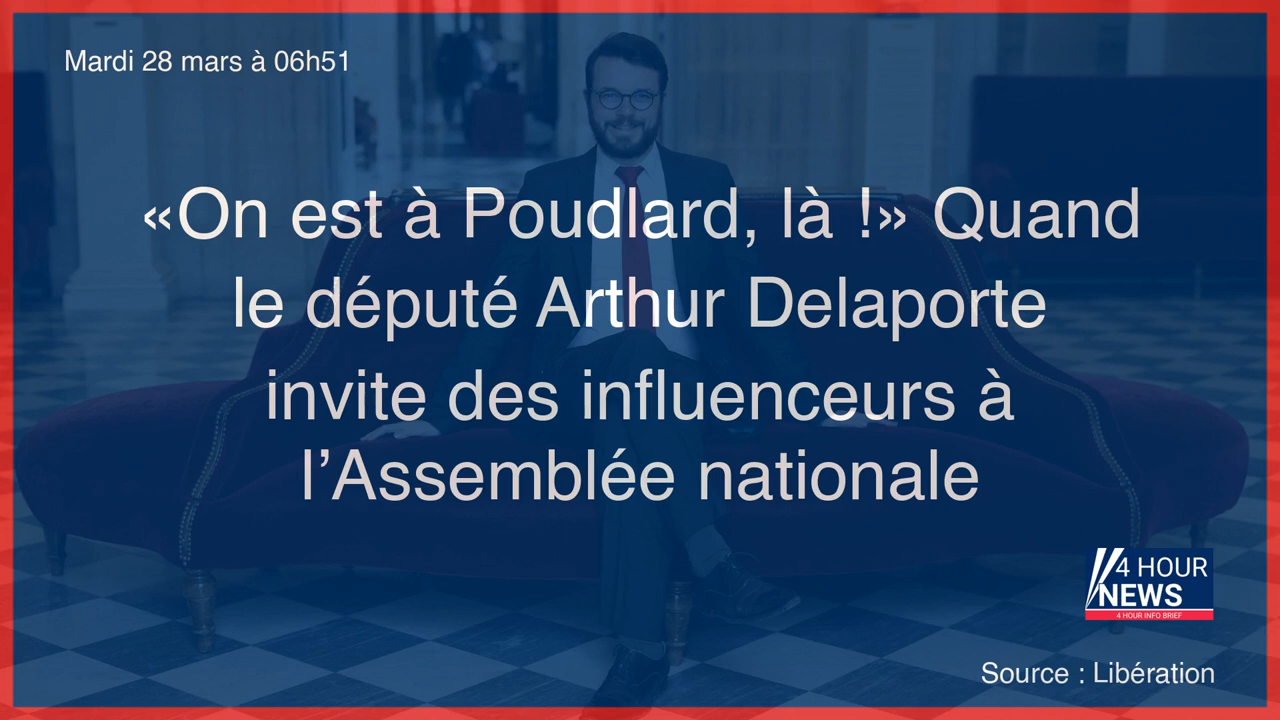 Mardi 28 mars à 06h51
«On est à Poudlard, là !» Quand
le député Arthur Delaporte
invite des influenceurs à
l’Assemblée nationale
4 HOUR
NEWS
4 HOUR INFO BRIEF
Source : Libération